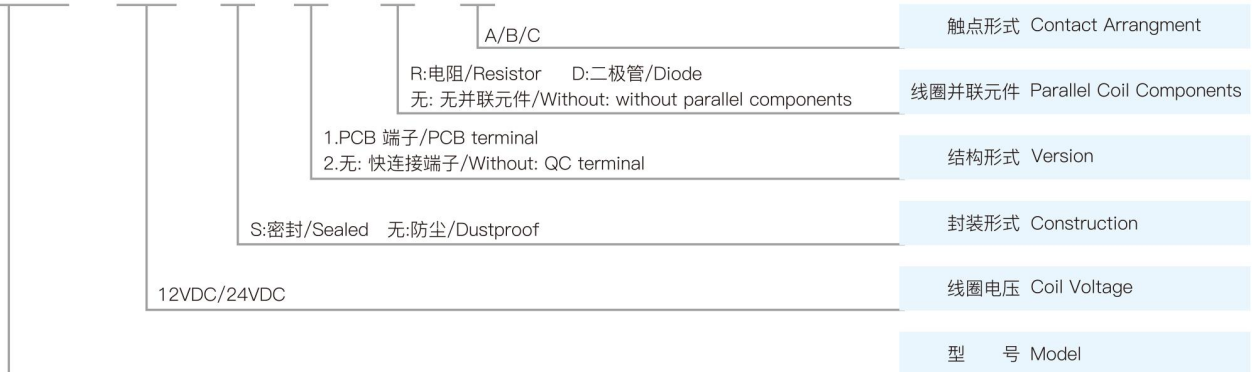 A/B/C
触点形式 Contact Arrangment
R:电阻/Resistor D:二极管/Diode
无: 无并联元件/Without: without parallel components
线圈并联元件 Parallel Coil Components
1.PCB 端子/PCB terminal
2.无: 快连接端子/Without: QC terminal
结构形式 Version
S:密封/Sealed 无:防尘/Dustproof
封装形式 Construction
12VDC/24VDC
线圈电压 Coil Voltage
型 号 Model